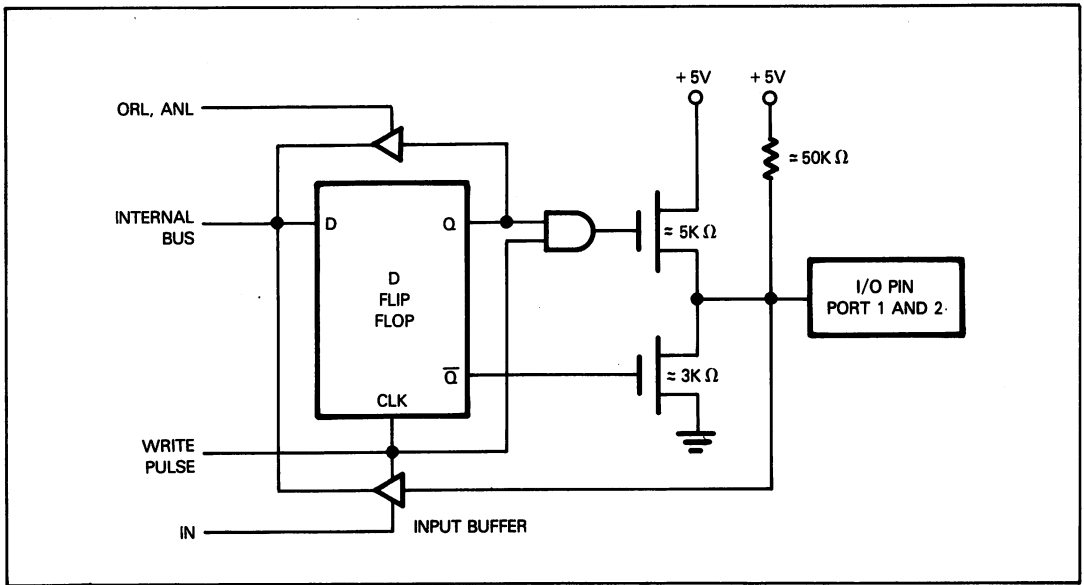 + 5V
+ 5V
ORL, ANL
≈ 50K Ω
INTERNAL
BUS
D
Q
≈ 5K Ω
D
FLIP
FLOP
I/O PIN
PORT 1 AND 2
Q̅
≈ 3K Ω
CLK
WRITE
PULSE
INPUT BUFFER
IN